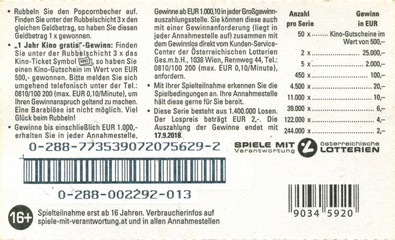 • Rubbeln Sie den Popcornbecher auf.
Finden Sie unter der Rubbelschicht 3 x den
gleichen Geldbetrag, so haben Sie diesen
Geldbetrag 1 x gewonnen.
• „1 Jahr Kino gratis“-Gewinn: Finden
Sie unter der Rubbelschicht 3 x das
Kino-Ticket Symbol so haben Sie
einen Kino-Gutschein im Wert von EUR
500,- gewonnen. Bitte melden Sie sich
umgehend telefonisch unter der Tel.:
0810/100 200 (max. EUR 0,10/Minute), um
Ihren Gewinnanspruch geltend zu machen.
Eine Barablöse ist nicht möglich. Viel
Glück beim Rubbeln!
• Gewinne bis einschließlich EUR 1.000,-
erhalten Sie in jeder Annahmestelle,
Gewinne ab EUR 1.000,10 in jeder Großgewinn-
auszahlungsstelle. Sie können diese auch
mit einer Gewinnanforderung (liegt in
jeder Annahmestelle auf) zusammen mit
dem Gewinnlos direkt vom Kunden-Service-
Center der Österreichischen Lotterien
Ges.m.b.H., 1038 Wien, Rennweg 44, Tel.:
0810/100 200 (max. EUR 0,10/Minute),
anfordern.
• Mit Ihrer Spielteilnahme erkennen Sie die
Spielbedingungen an. Ihre Annahmestelle
hält diese gerne für Sie bereit.
• Diese Serie besteht aus 1.400.000 Losen.
Der Lospreis beträgt EUR 2,-. Die
Auszahlung der Gewinne endet mit
17.9.2018.
Anzahl pro Serie Gewinn in EUR
50 x Kino-Gutscheine im Wert von 500,-
2 x 25.000,-
5 x 2.000,-
450 x 100,-
4.500 x 20,-
11.000 x 10,-
39.000 x 6,-
122.000 x 4,-
244.000 x 2,-
SPIELE MIT Verantwortung
österreichische LOTTERIEN
0-288-773539072075629-2
0-288-002292-013
16+
Spielteilnahme erst ab 16 Jahren. Verbraucherinfos auf
spiele-mit-verantwortung.at und in allen Annahmestellen
9034 5920